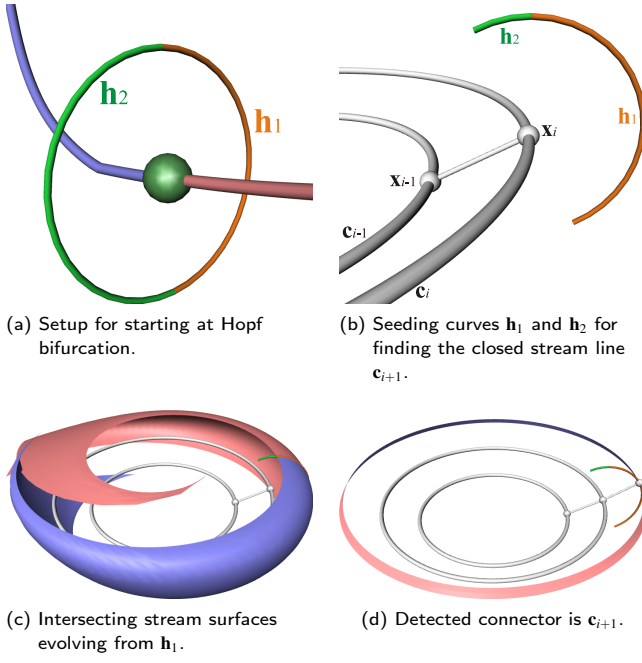 h2
h1
(a) Setup for starting at Hopf
bifurcation.
h2
h1
xi
xi-1
ci-1
ci
(b) Seeding curves h1 and h2 for
finding the closed stream line
ci+1.
(c) Intersecting stream surfaces
evolving from h1.
(d) Detected connector is ci+1.